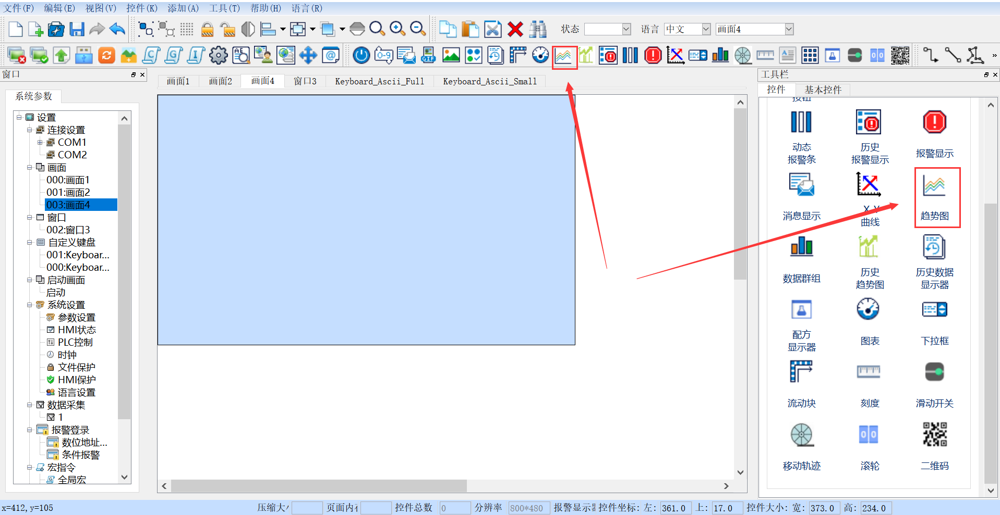 文件(F) 编辑(E) 视图(V) 控件(K) 添加(A) 工具(T) 帮助(H) 语言(R)
状态 语言 中文 画面4
窗口
系统参数
设置
连接设置
COM1
COM2
画面
000:画面1
001:画面2
003:画面4
窗口
002:窗口3
自定义键盘
001:Keyboar...
000:Keyboar...
启动画面
启动
系统设置
参数设置
HMI状态
PLC控制
时钟
文件保护
HMI保护
语言设置
数据采集
1
报警登录
数位地址...
条件报警
宏指令
全局宏
画面1 画面2 画面4 窗口3 Keyboard_Ascii_Full Keyboard_Ascii_Small
工具栏
控件 基本控件
按钮
动态
报警条
历史
报警显示
报警显示
消息显示
X-Y
曲线
趋势图
数据群组
历史
趋势图
历史数据
显示器
配方
显示器
图表
下拉框
流动块
刻度
滑动开关
移动轨迹
滚轮
二维码
x=412,y=105 压缩大 页面内 控件总数 0 分辨率 800*480 报警显示 控件坐标: 左: 361.0 上: 17.0 控件大小: 宽: 373.0 高: 234.0